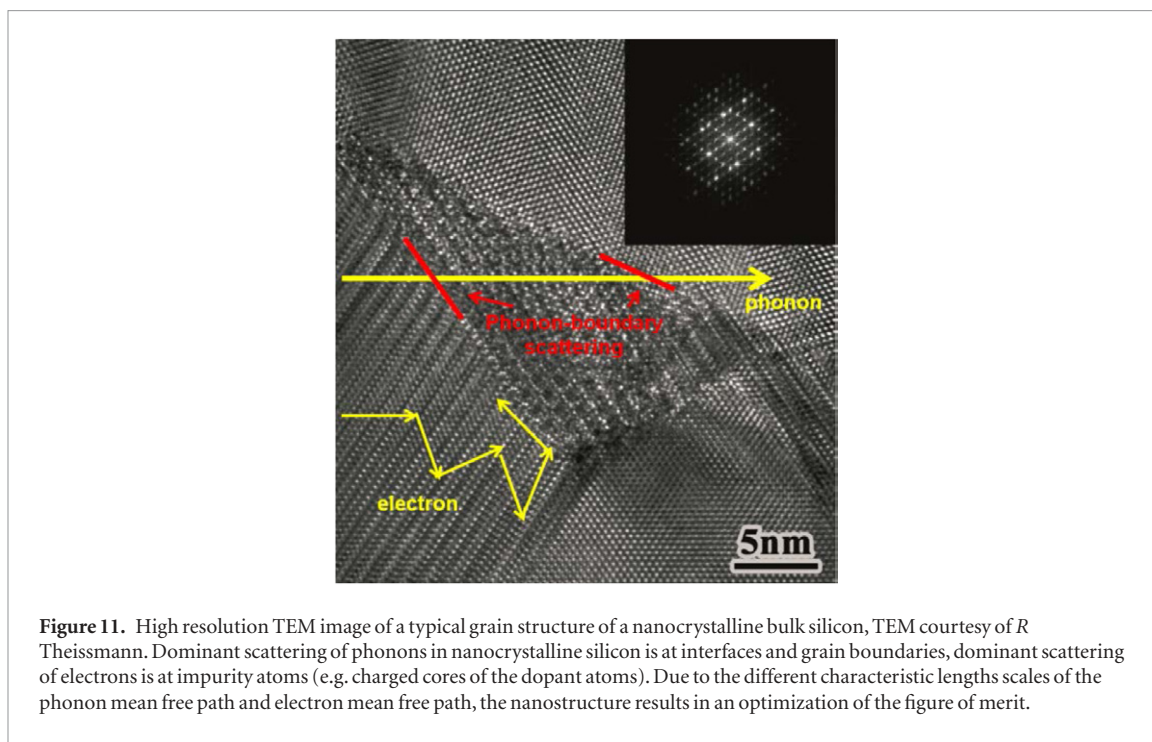 phonon
Phonon-boundary
scattering
electron
5nm
Figure 11. High resolution TEM image of a typical grain structure of a nanocrystalline bulk silicon, TEM courtesy of R
Theissmann. Dominant scattering of phonons in nanocrystalline silicon is at interfaces and grain boundaries, dominant scattering
of electrons is at impurity atoms (e.g. charged cores of the dopant atoms). Due to the different characteristic lengths scales of the
phonon mean free path and electron mean free path, the nanostructure results in an optimization of the figure of merit.